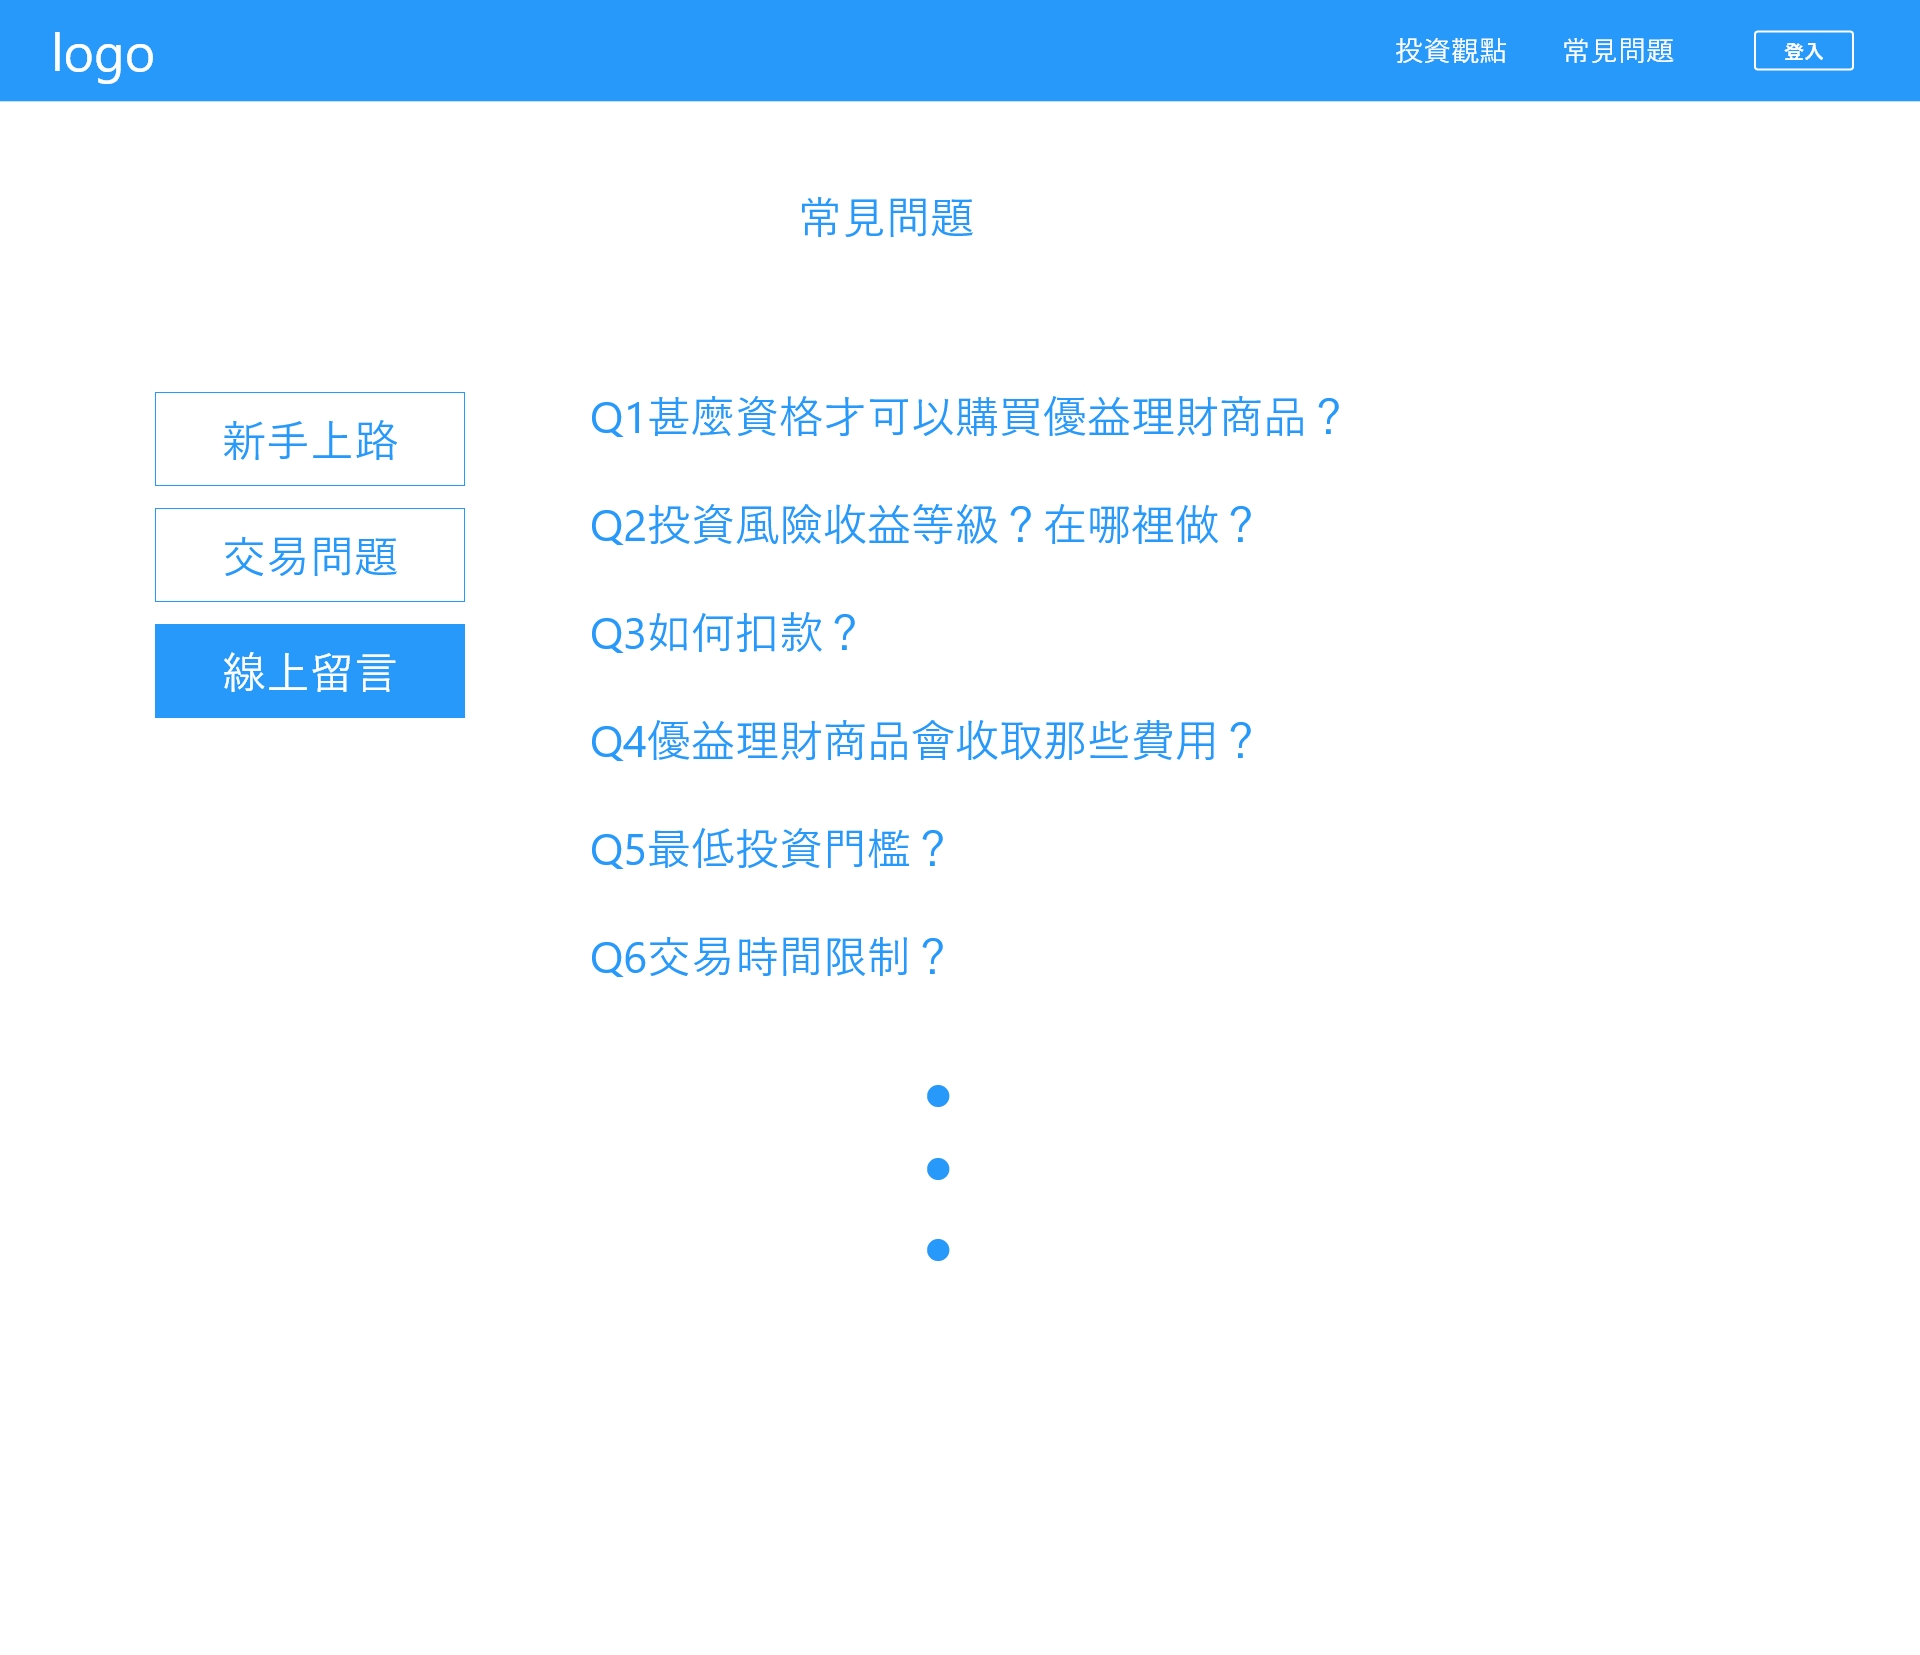 logo
投資觀點
常見問題
登入
常見問題
新手上路
交易問題
線上留言
Q1甚麼資格才可以購買優益理財商品？
Q2投資風險收益等級？在哪裡做？
Q3如何扣款？
Q4優益理財商品會收取那些費用？
Q5最低投資門檻？
Q6交易時間限制？